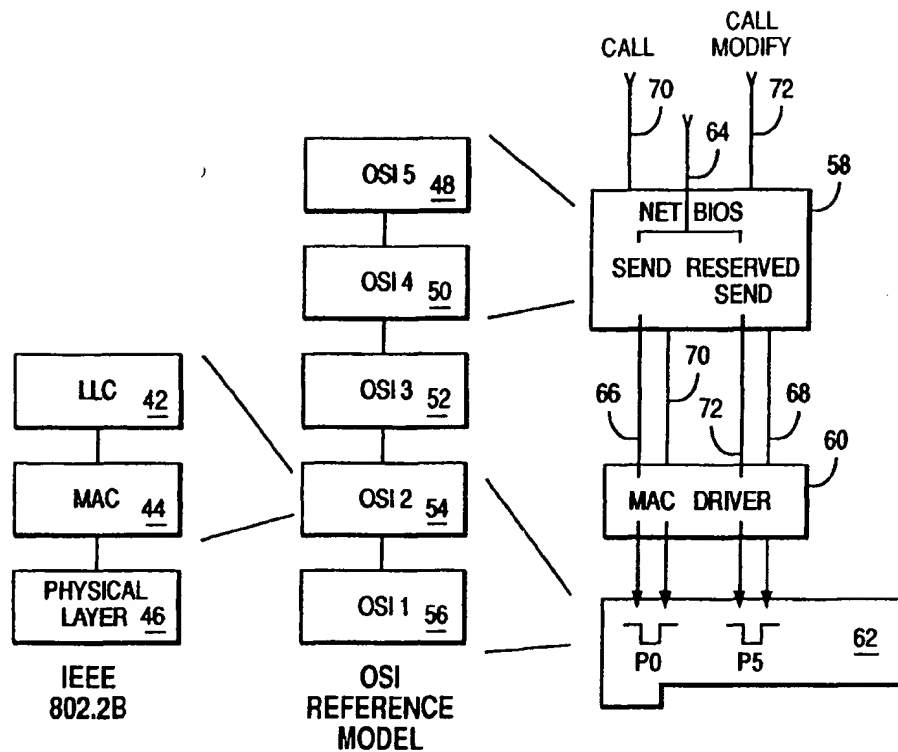 CALL
CALL
MODIFY
70
72
64
58
OSI 5 48
NET BIOS
SEND RESERVED
SEND
OSI 4 50
LLC 42
OSI 3 52
66
70
72
68
60
MAC 44
OSI 2 54
MAC DRIVER
PHYSICAL
LAYER 46
OSI 1 56
P0 P5 62
IEEE
802.2B
OSI
REFERENCE
MODEL